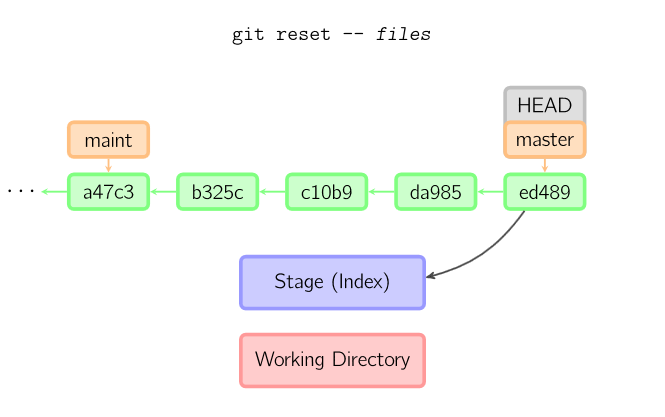 git reset -- files
HEAD
maint
master
... a47c3 b325c c10b9 da985 ed489
Stage (Index)
Working Directory